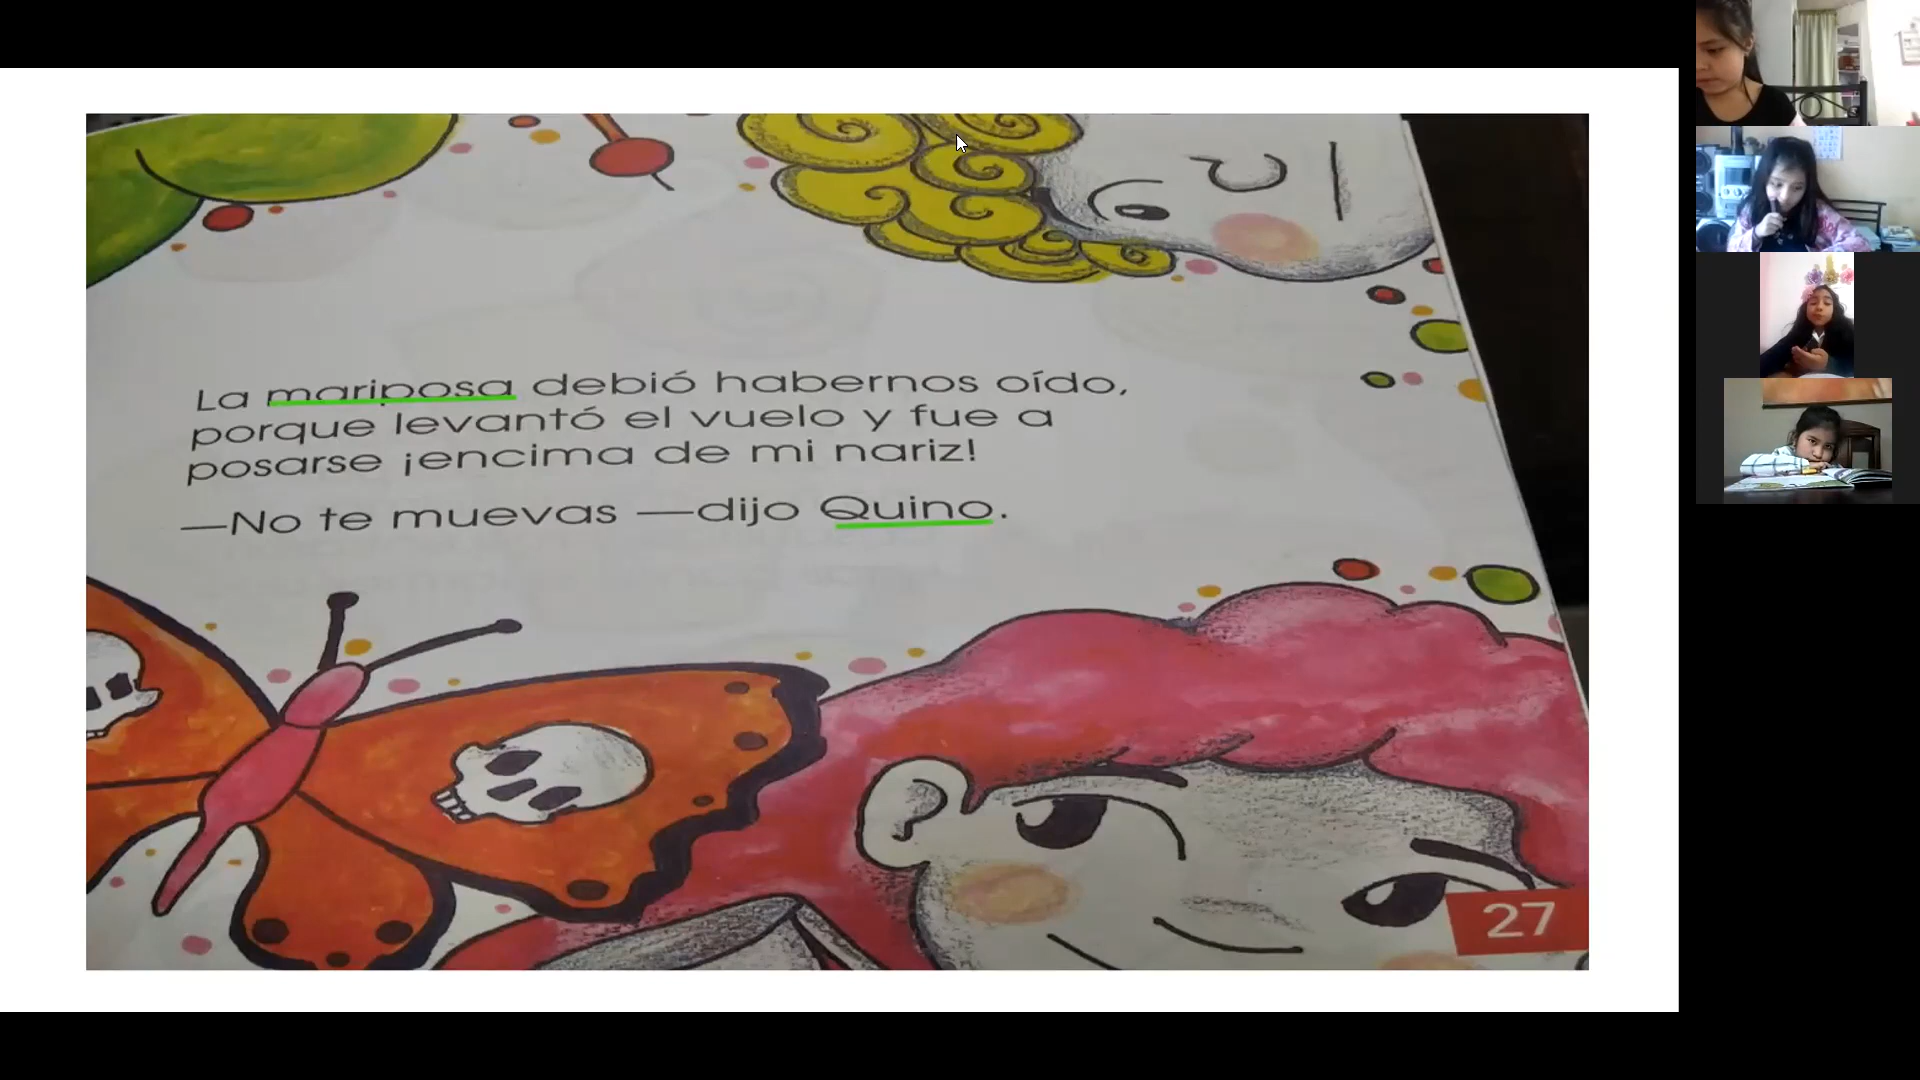 La mariposa debió habernos oído,
porque levantó el vuelo y fue a
posarse ¡encima de mi nariz!
—No te muevas —dijo Quino.
27